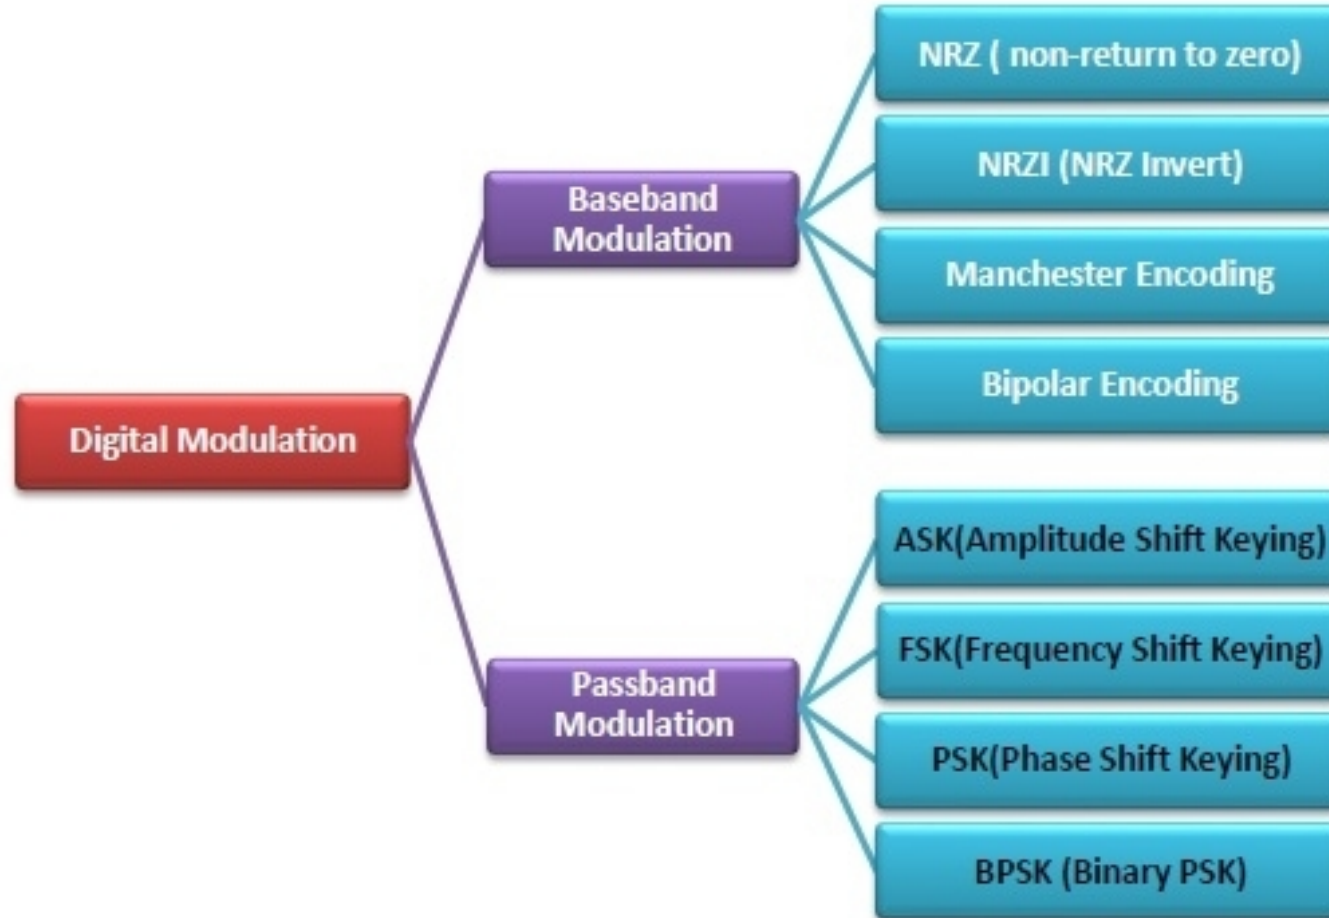 NRZ ( non-return to zero)
NRZI (NRZ Invert)
Baseband
Modulation
Manchester Encoding
Bipolar Encoding
Digital Modulation
ASK(Amplitude Shift Keying)
FSK(Frequency Shift Keying)
Passband
Modulation
PSK(Phase Shift Keying)
BPSK (Binary PSK)